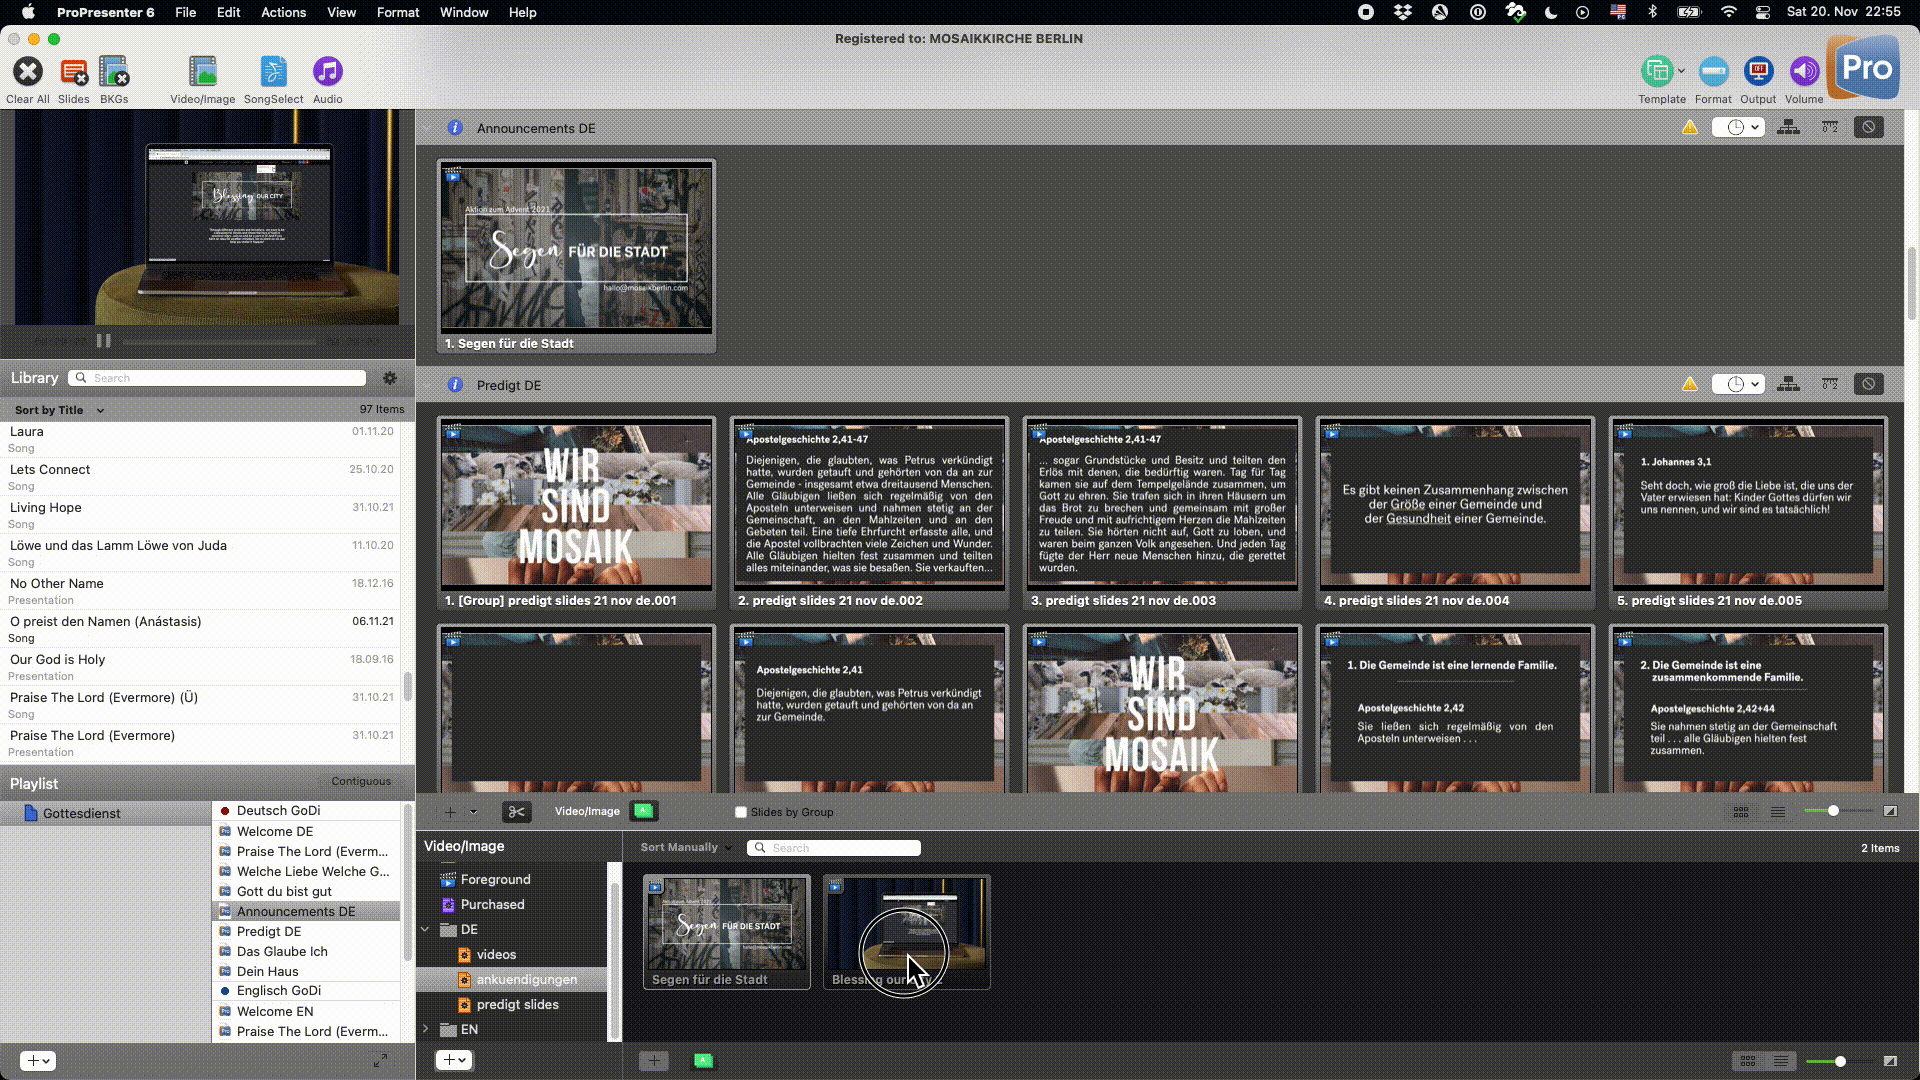 ProPresenter 6 File Edit Actions View Format Window Help
Sat 20. Nov 22:55
Registered to: MOSAIKKIRCHE BERLIN
Clear All Slides BKGs Video/Image SongSelect Audio
Template Format Output Volume
Pro
Blessing OUR CITY
Announcements DE
Aktion zum Advent 2021
Segen FÜR DIE STADT
hallo@mosaikberlin.com
1. Segen für die Stadt
Library
Search
Sort by Title
97 Items
Laura 01.11.20
Song
Lets Connect 25.10.20
Song
Living Hope 31.10.21
Song
Löwe und das Lamm Löwe von Juda 11.10.20
Song
No Other Name 18.12.16
Presentation
O preist den Namen (Anástasis) 06.11.21
Song
Our God is Holy 18.09.16
Presentation
Praise The Lord (Evermore) (Ü) 31.10.21
Song
Praise The Lord (Evermore) 31.10.21
Presentation
Predigt DE
WIR
SIND
MOSAIK
1. [Group] predigt slides 21 nov de.001
Apostelgeschichte 2,41-47
Diejenigen, die glaubten, was Petrus verkündigt
hatte, wurden getauft und gehörten von da an zur
Gemeinde - insgesamt etwa dreitausend Menschen.
Alle Gläubigen ließen sich regelmäßig von den
Aposteln unterweisen und nahmen stetig an der
Gemeinschaft, an den Mahlzeiten und an den
Gebeten teil. Eine tiefe Ehrfurcht erfasste alle, und
die Apostel vollbrachten viele Zeichen und Wunder.
Alle Gläubigen hielten fest zusammen und teilten
alles miteinander, was sie besaßen. Sie verkauften...
2. predigt slides 21 nov de.002
Apostelgeschichte 2,41-47
... sogar Grundstücke und Besitz und teilten den
Erlös mit denen, die bedürftig waren. Tag für Tag
kamen sie auf dem Tempelgelände zusammen, um
Gott zu ehren. Sie trafen sich in ihren Häusern um
das Brot zu brechen und gemeinsam mit großer
Freude und mit aufrichtigem Herzen die Mahlzeiten
zu teilen. Sie hörten nicht auf, Gott zu loben, und
waren beim ganzen Volk angesehen. Und jeden Tag
fügte der Herr neue Menschen hinzu, die gerettet
wurden.
3. predigt slides 21 nov de.003
Es gibt keinen Zusammenhang zwischen
der Größe einer Gemeinde und
der Gesundheit einer Gemeinde.
4. predigt slides 21 nov de.004
1. Johannes 3,1
Seht doch, wie groß die Liebe ist, die uns der
Vater erwiesen hat: Kinder Gottes dürfen wir
uns nennen, und wir sind es tatsächlich!
5. predigt slides 21 nov de.005
Apostelgeschichte 2,41
Diejenigen, die glaubten, was Petrus verkündigt
hatte, wurden getauft und gehörten von da an
zur Gemeinde.
WIR
SIND
MOSAIK
1. Die Gemeinde ist eine lernende Familie.
Apostelgeschichte 2,42
Sie ließen sich regelmäßig von den
Aposteln unterweisen . . .
2. Die Gemeinde ist eine
zusammenkommende Familie.
Apostelgeschichte 2,42+44
Sie nahmen stetig an der Gemeinschaft
teil . . . alle Gläubigen hielten fest
zusammen.
Playlist
Contiguous
Gottesdienst
Deutsch GoDi
Welcome DE
Praise The Lord (Everm...
Welche Liebe Welche G...
Gott du bist gut
Announcements DE
Predigt DE
Das Glaube Ich
Dein Haus
Englisch GoDi
Welcome EN
Praise The Lord (Everm...
Video/Image
Slides by Group
Video/Image
Sort Manually
Search
2 Items
Foreground
Purchased
DE
videos
ankuendigungen
predigt slides
EN
Segen FÜR DIE STADT
Segen für die Stadt
Blessing our